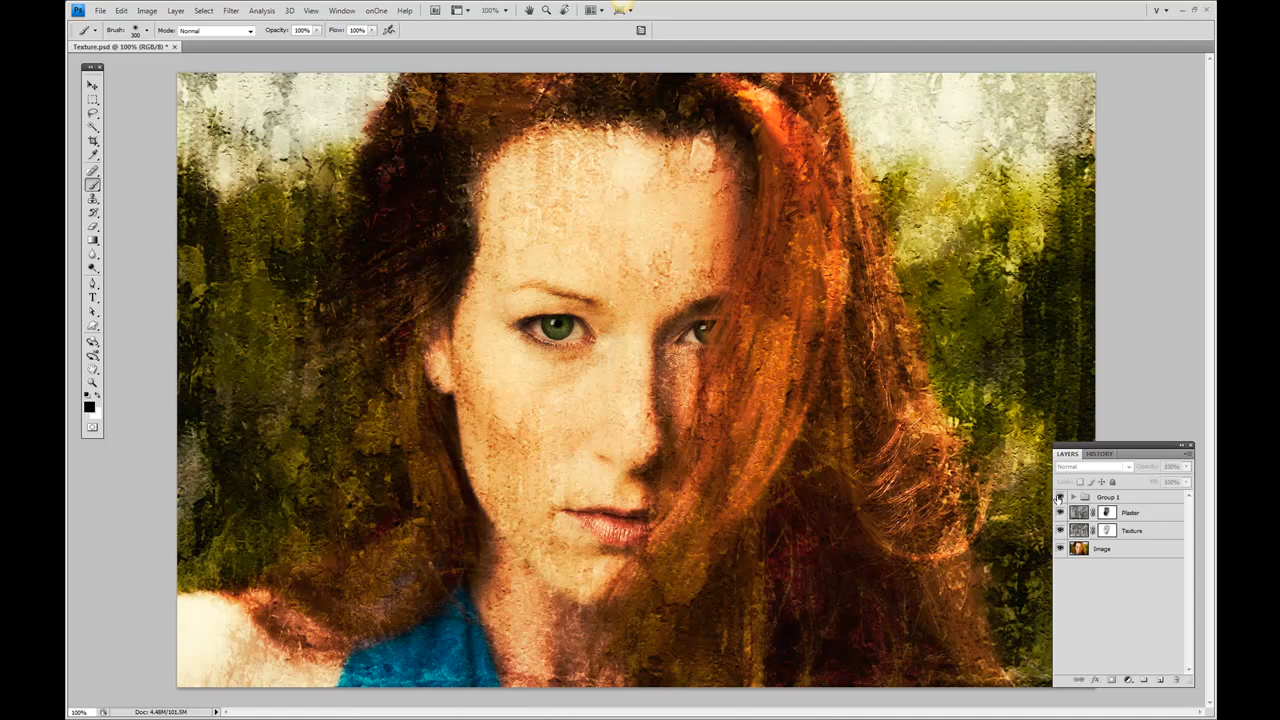 Ps File Edit Image Layer Select Filter Analysis 3D View Window onOne Help 100% V
Brush: 300 Mode: Normal Opacity: 100% Flow: 100%
Texture.psd @ 100% (RGB/8) *
T
LAYERS HISTORY
Normal Opacity: 100%
Lock: Fill: 100%
Group 1
Plaster
Texture
Image
fx
100% Doc: 4.48M/101.5M